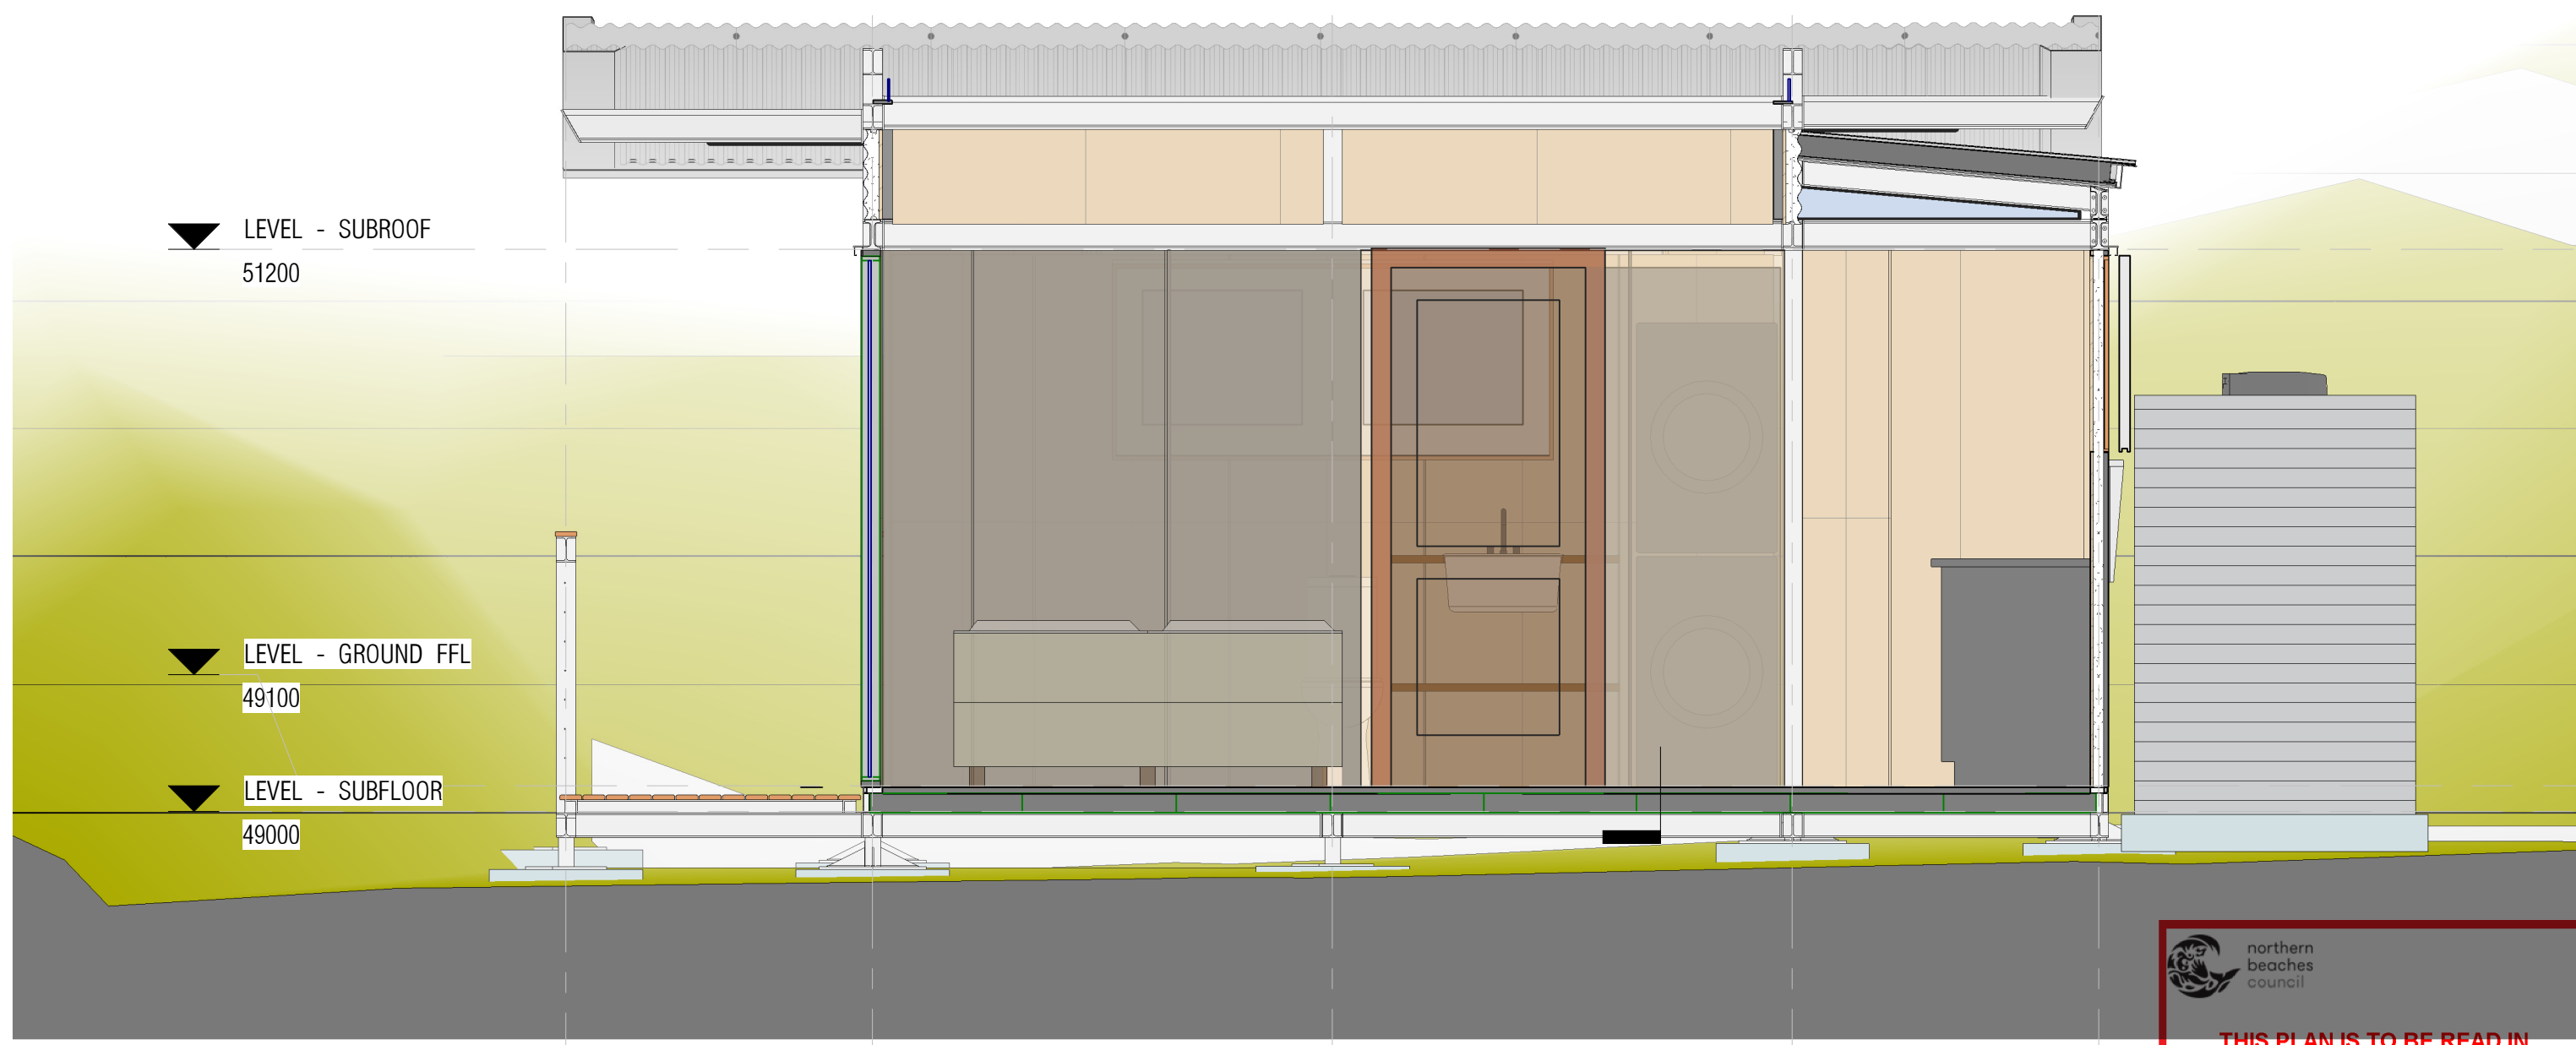 LEVEL - SUBROOF
51200
LEVEL - GROUND FFL
49100
LEVEL - SUBFLOOR
49000
northern
beaches
council
THIS PLAN IS TO BE READ IN